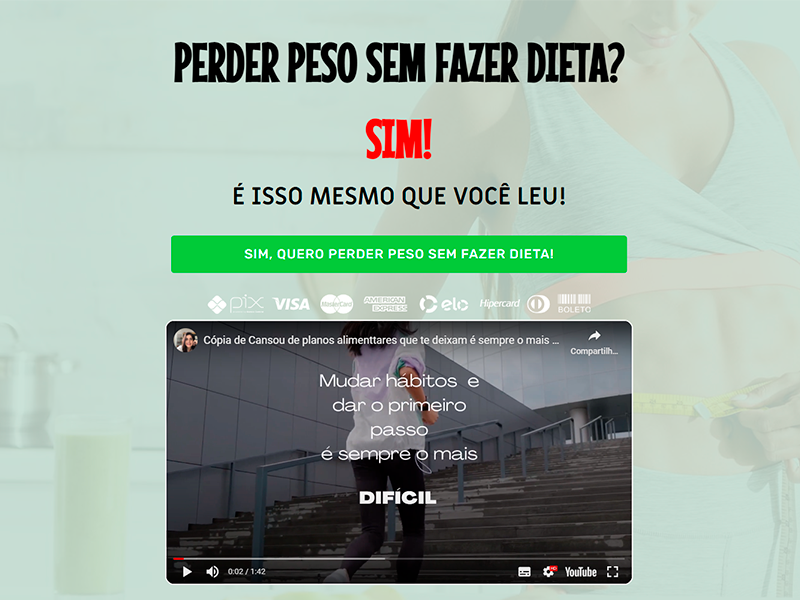 PERDER PESO SEM FAZER DIETA?
SIM!
É ISSO MESMO QUE VOCÊ LEU!
SIM, QUERO PERDER PESO SEM FAZER DIETA!
pix VISA MasterCard AMERICAN EXPRESS elo Hipercard BOLETO
Cópia de Cansou de planos alimenttares que te deixam é sempre o mais ...
Compartilh...
Mudar hábitos e
dar o primeiro
passo
é sempre o mais
DIFÍCIL
0:02 / 1:42
HD
YouTube